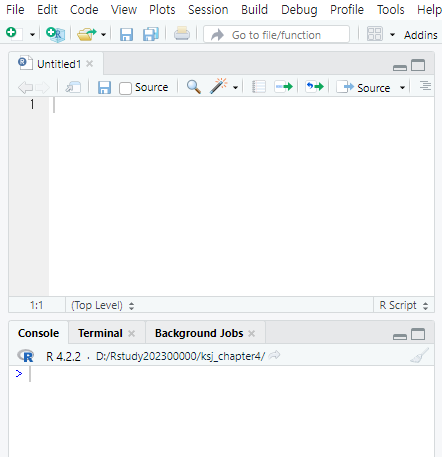 File Edit Code View Plots Session Build Debug Profile Tools Help
Go to file/function Addins
Untitled1
Source Source
1
1:1 (Top Level) R Script
Console Terminal Background Jobs
R 4.2.2 · D:/Rstudy202300000/ksj_chapter4/
>